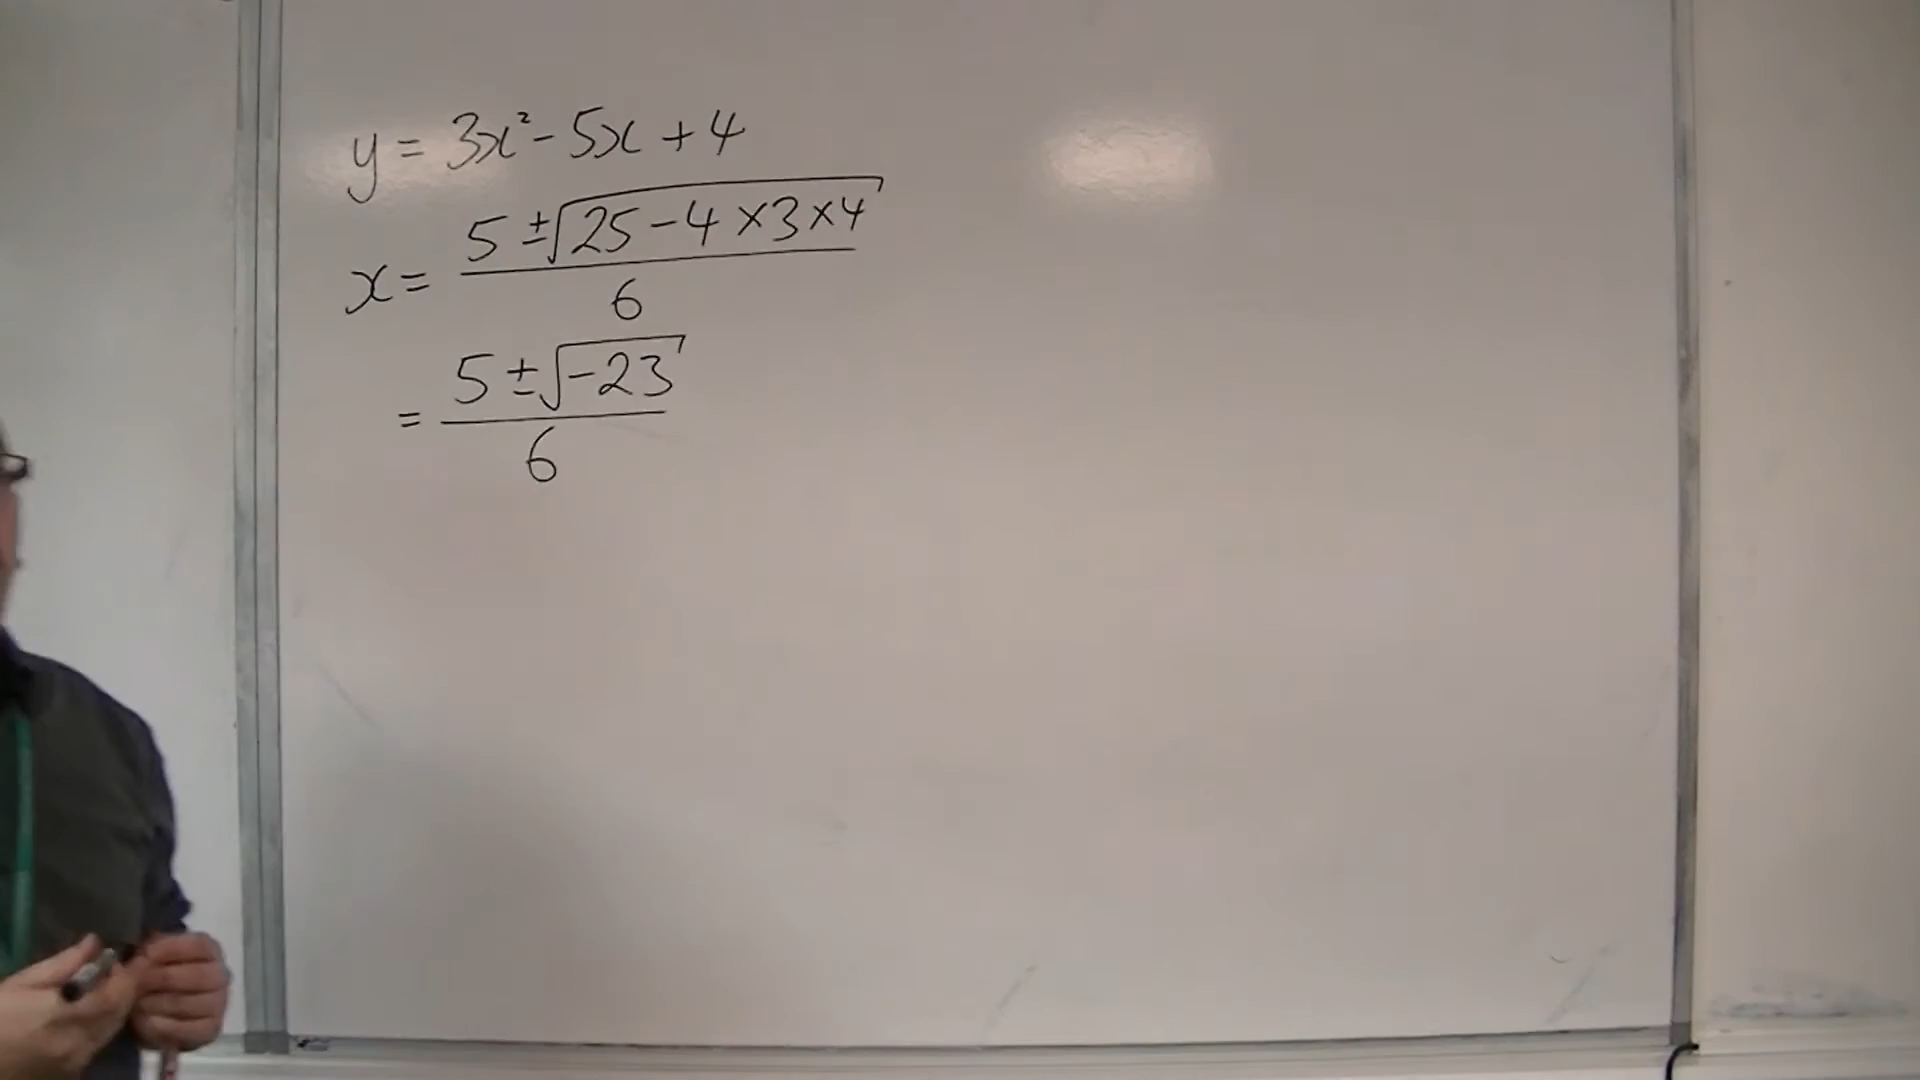 y = 3x² - 5x + 4
x = (5 ± √(25 - 4 × 3 × 4)) / 6
= (5 ± √(-23)) / 6